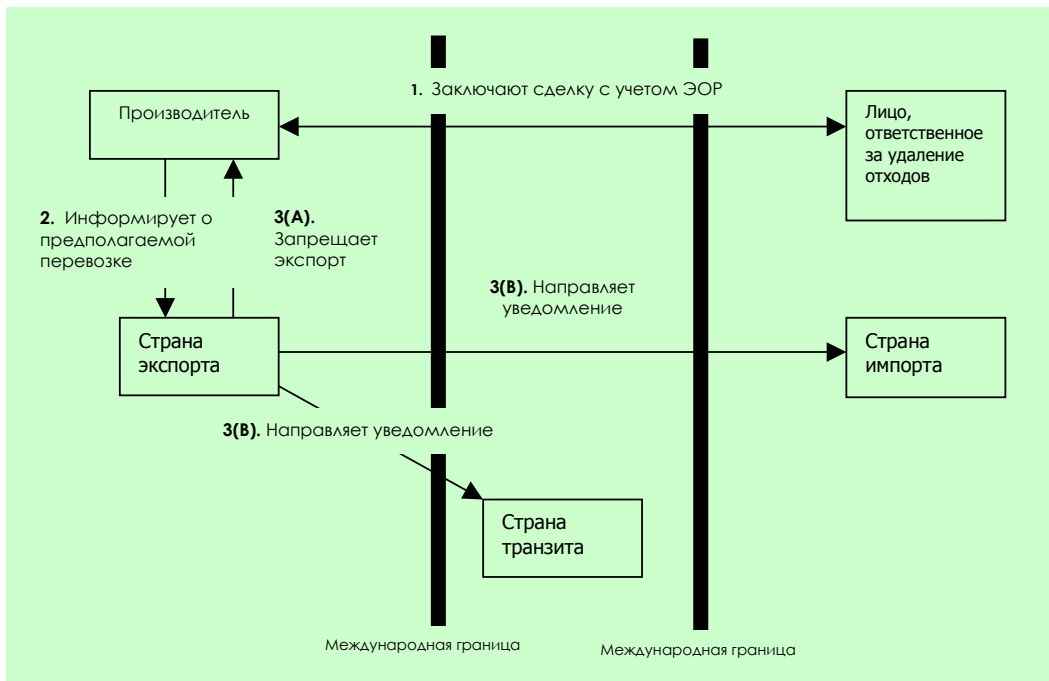 1. Заключают сделку с учетом ЭОР
Производитель
Лицо,
ответственное
за удаление
отходов
2. Информирует о
предполагаемой
перевозке
3(А).
Запрещает
экспорт
3(В). Направляет
уведомление
Страна
экспорта
Страна
импорта
3(В). Направляет уведомление
Страна
транзита
Международная граница
Международная граница